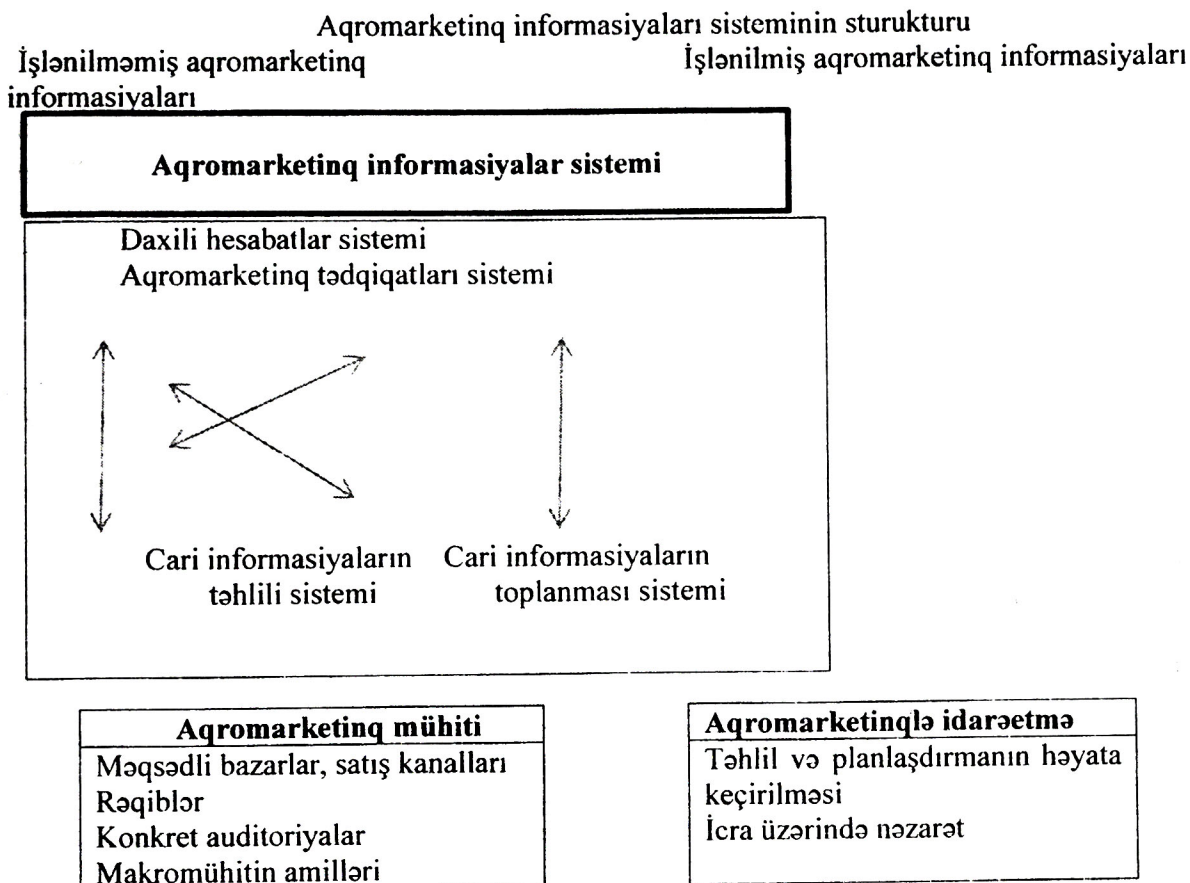 Aqromarketinq informasiyaları sisteminin sturukturu
İşlənilməmiş aqromarketinq
informasiyaları
İşlənilmiş aqromarketinq informasiyaları
Aqromarketinq informasiyalar sistemi
Daxili hesabatlar sistemi
Aqromarketinq tədqiqatları sistemi
Cari informasiyaların
təhlili sistemi
Cari informasiyaların
toplanması sistemi
Aqromarketinq mühiti
Məqsədli bazarlar, satış kanalları
Rəqiblər
Konkret auditoriyalar
Makromühitin amilləri
Aqromarketinqlə idarəetmə
Təhlil və planlaşdırmanın həyata
keçirilməsi
İcra üzərində nəzarət